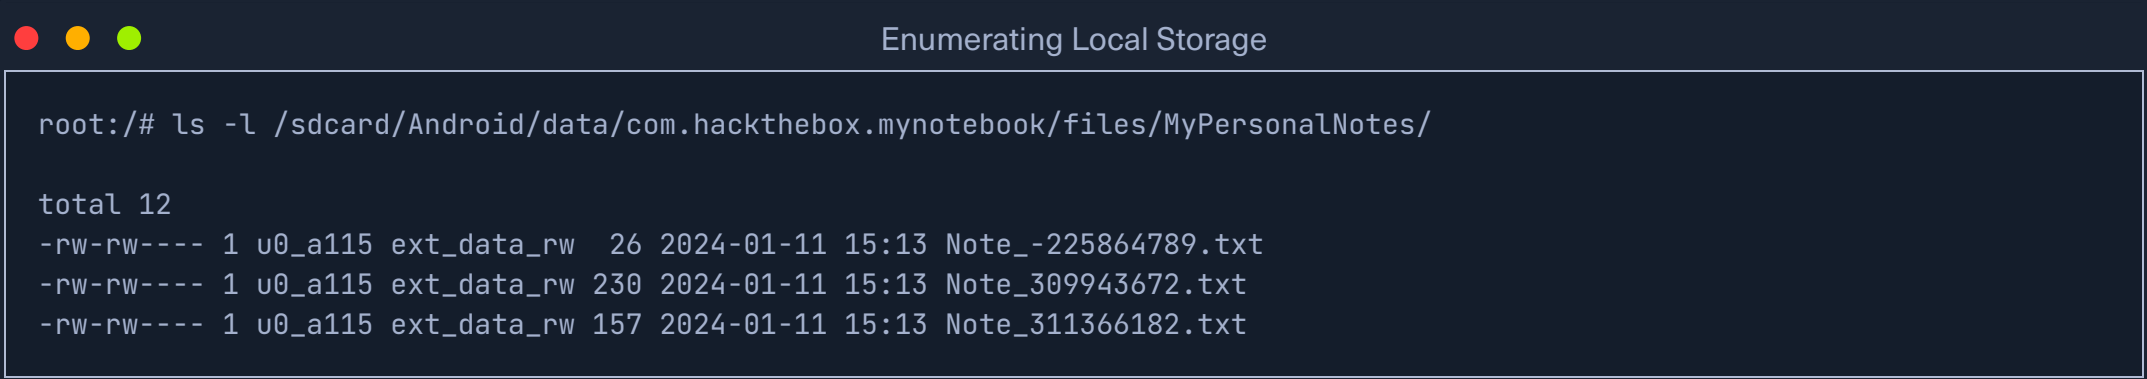 Enumerating Local Storage
root:/# ls -l /sdcard/Android/data/com.hackthebox.mynotebook/files/MyPersonalNotes/
total 12
-rw-rw---- 1 u0_a115 ext_data_rw  26 2024-01-11 15:13 Note_-225864789.txt
-rw-rw---- 1 u0_a115 ext_data_rw 230 2024-01-11 15:13 Note_309943672.txt
-rw-rw---- 1 u0_a115 ext_data_rw 157 2024-01-11 15:13 Note_311366182.txt